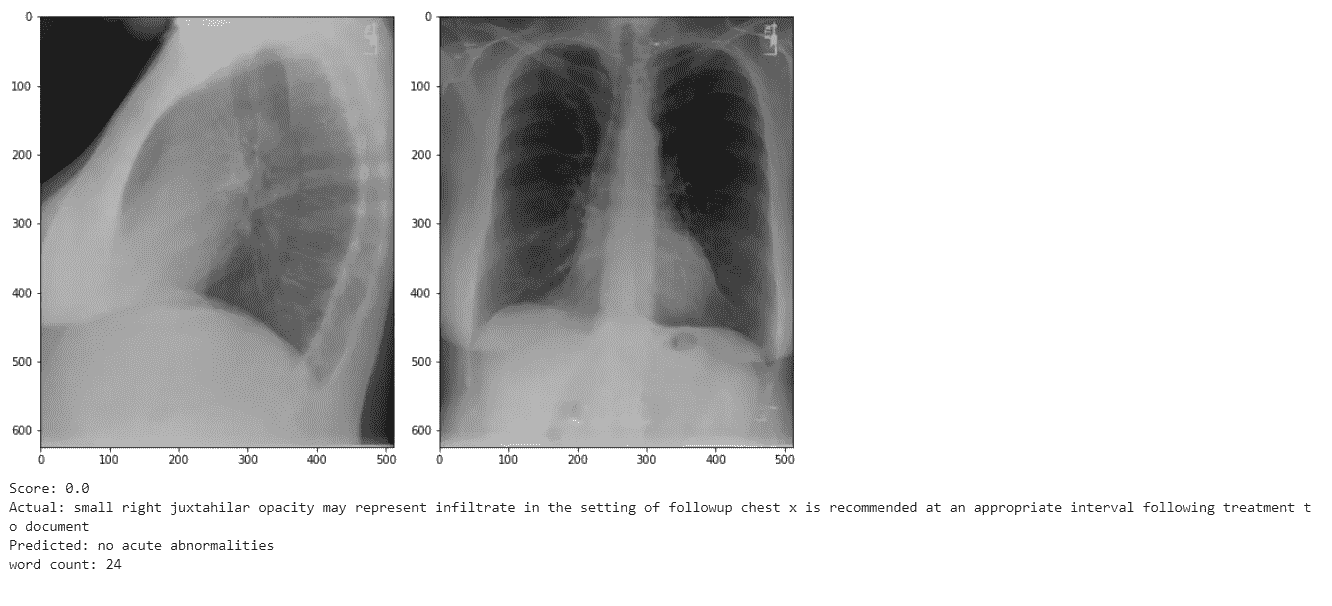 0
100
200
300
400
500
600
0 100 200 300 400 500
0
100
200
300
400
500
600
0 100 200 300 400 500
Score: 0.0
Actual: small right juxtahilar opacity may represent infiltrate in the setting of followup chest x is recommended at an appropriate interval following treatment t
o document
Predicted: no acute abnormalities
word count: 24